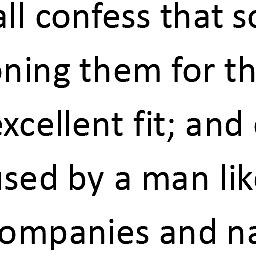 all confess that so
oning them for th
excellent fit; and
used by a man lik
ompanies and na